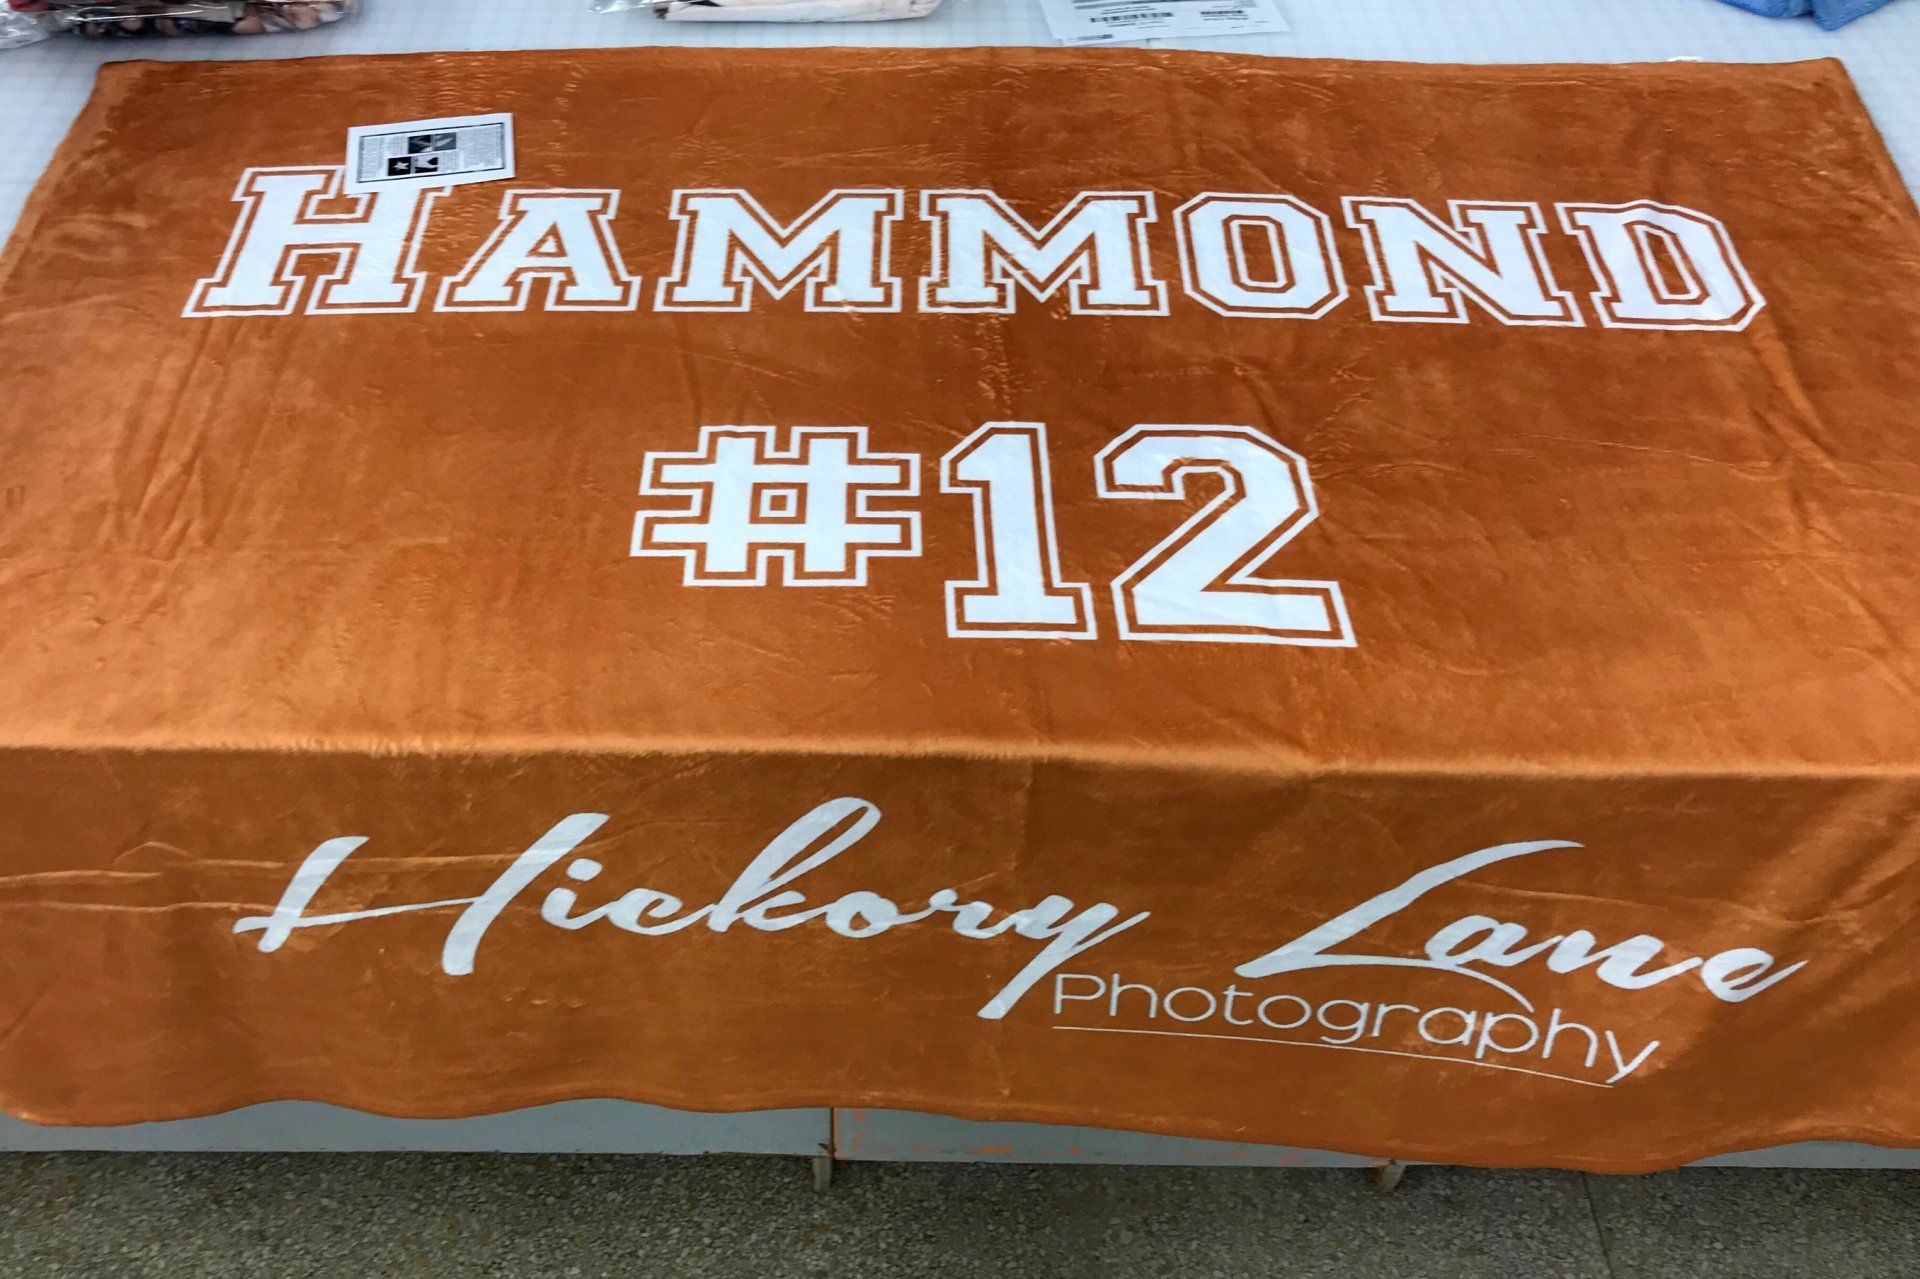 HAMMOND
#12
Hickory Lane
Photography